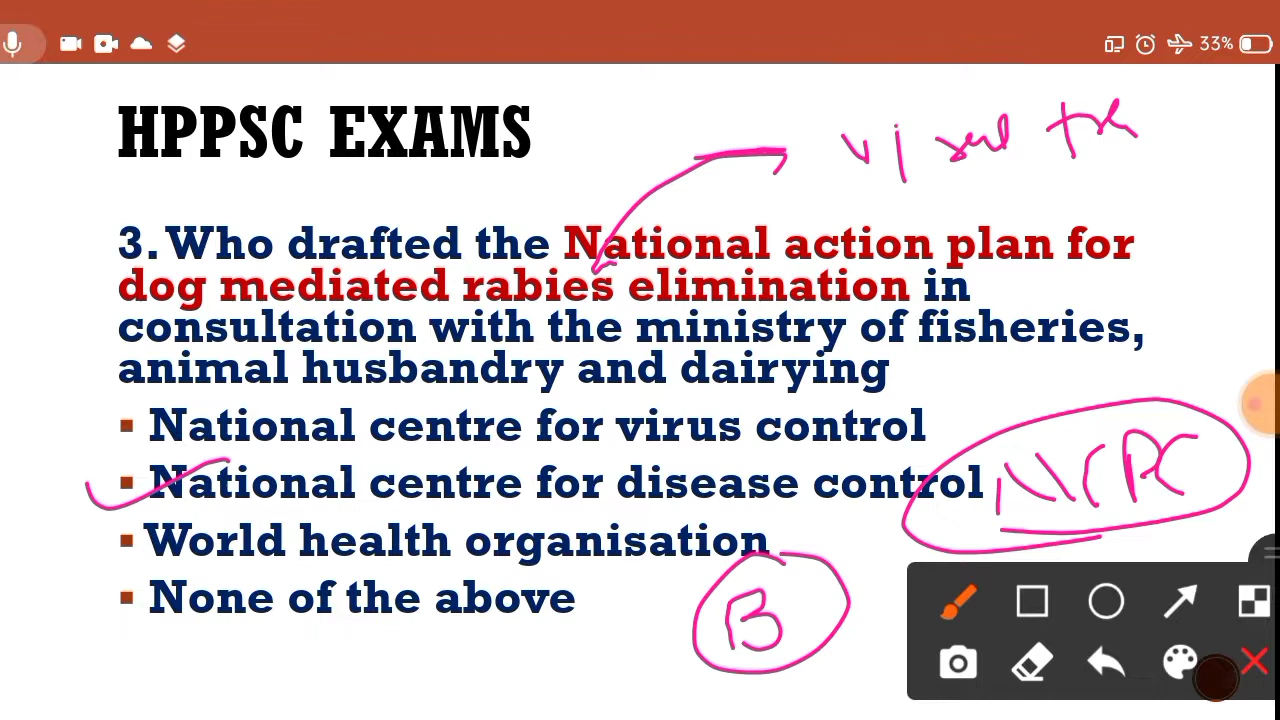 33%
HPPSC EXAMS
3. Who drafted the National action plan for
dog mediated rabies elimination in
consultation with the ministry of fisheries,
animal husbandry and dairying
▪ National centre for virus control
▪ National centre for disease control
▪ World health organisation
▪ None of the above
B